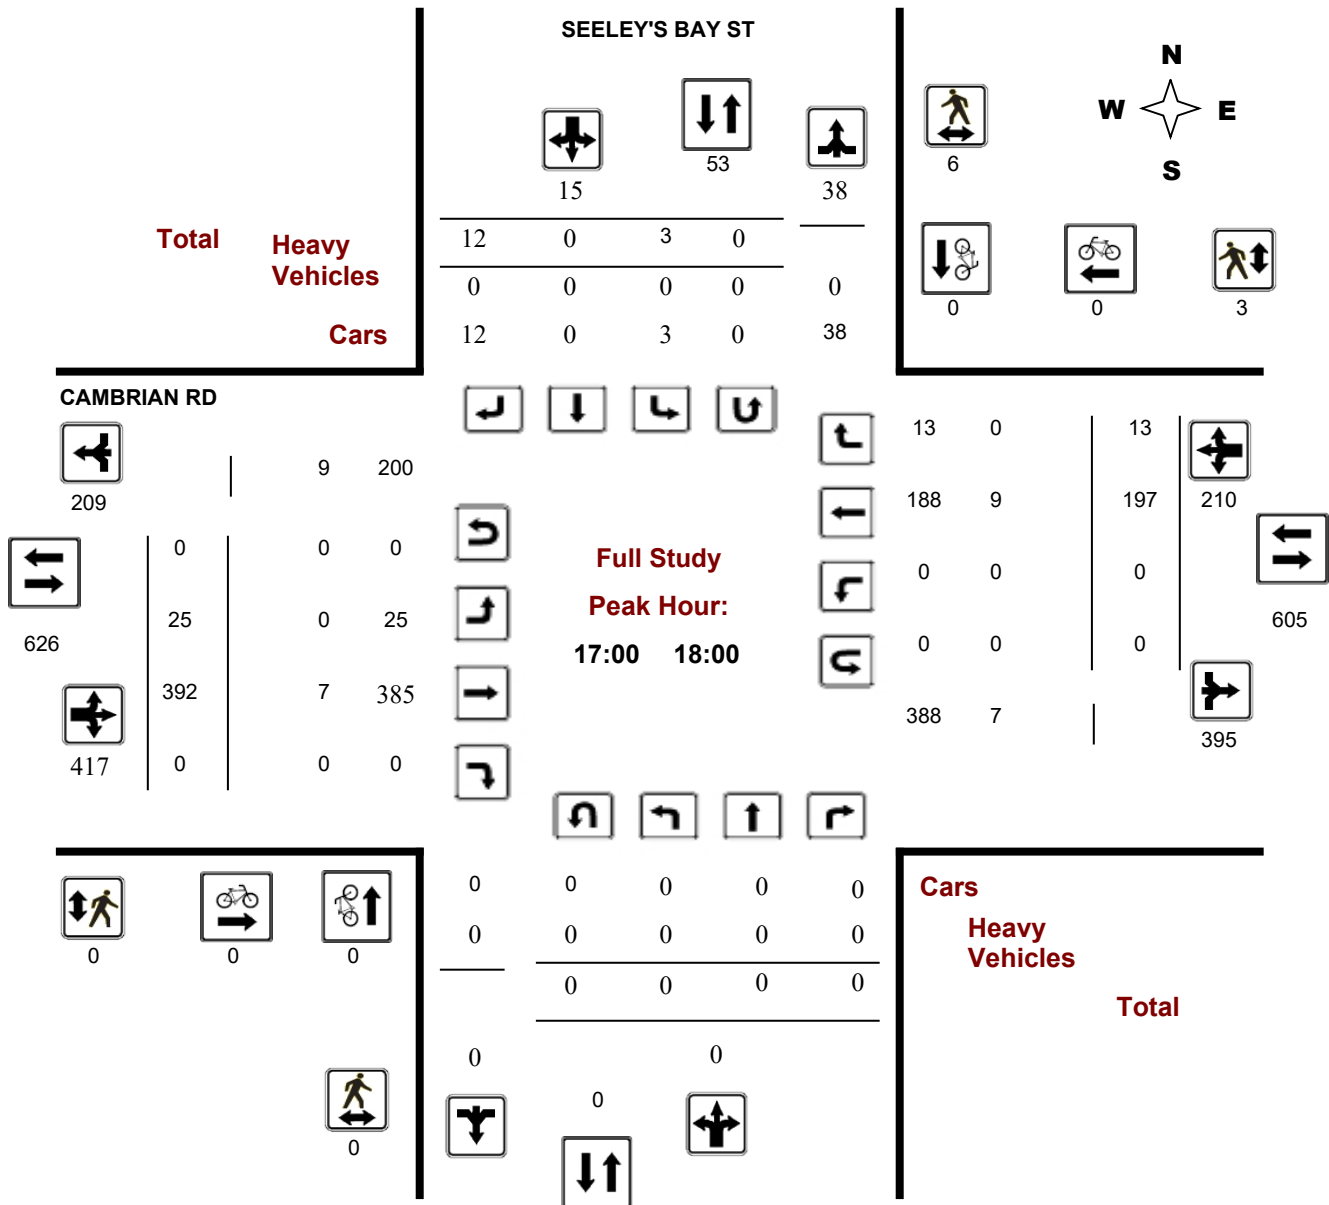 SEELEY'S BAY ST
N
W E
S
53
6
15 38
Total Heavy Vehicles
12 0 3 0
0 0 0 0 0
Cars 12 0 3 0 38
0 0 3
CAMBRIAN RD
13 0 13
9 200
209
188 9 197 210
0 0 0
Full Study
0 0 0
605
25 0 25
Peak Hour:
626
17:00 18:00
0 0 0
392 7 385
388 7
395
417 0 0 0
0 0 0 0 0
Cars
0 0 0 0 0
Heavy Vehicles
0 0 0
0 0 0 0
Total
0 0
0
0